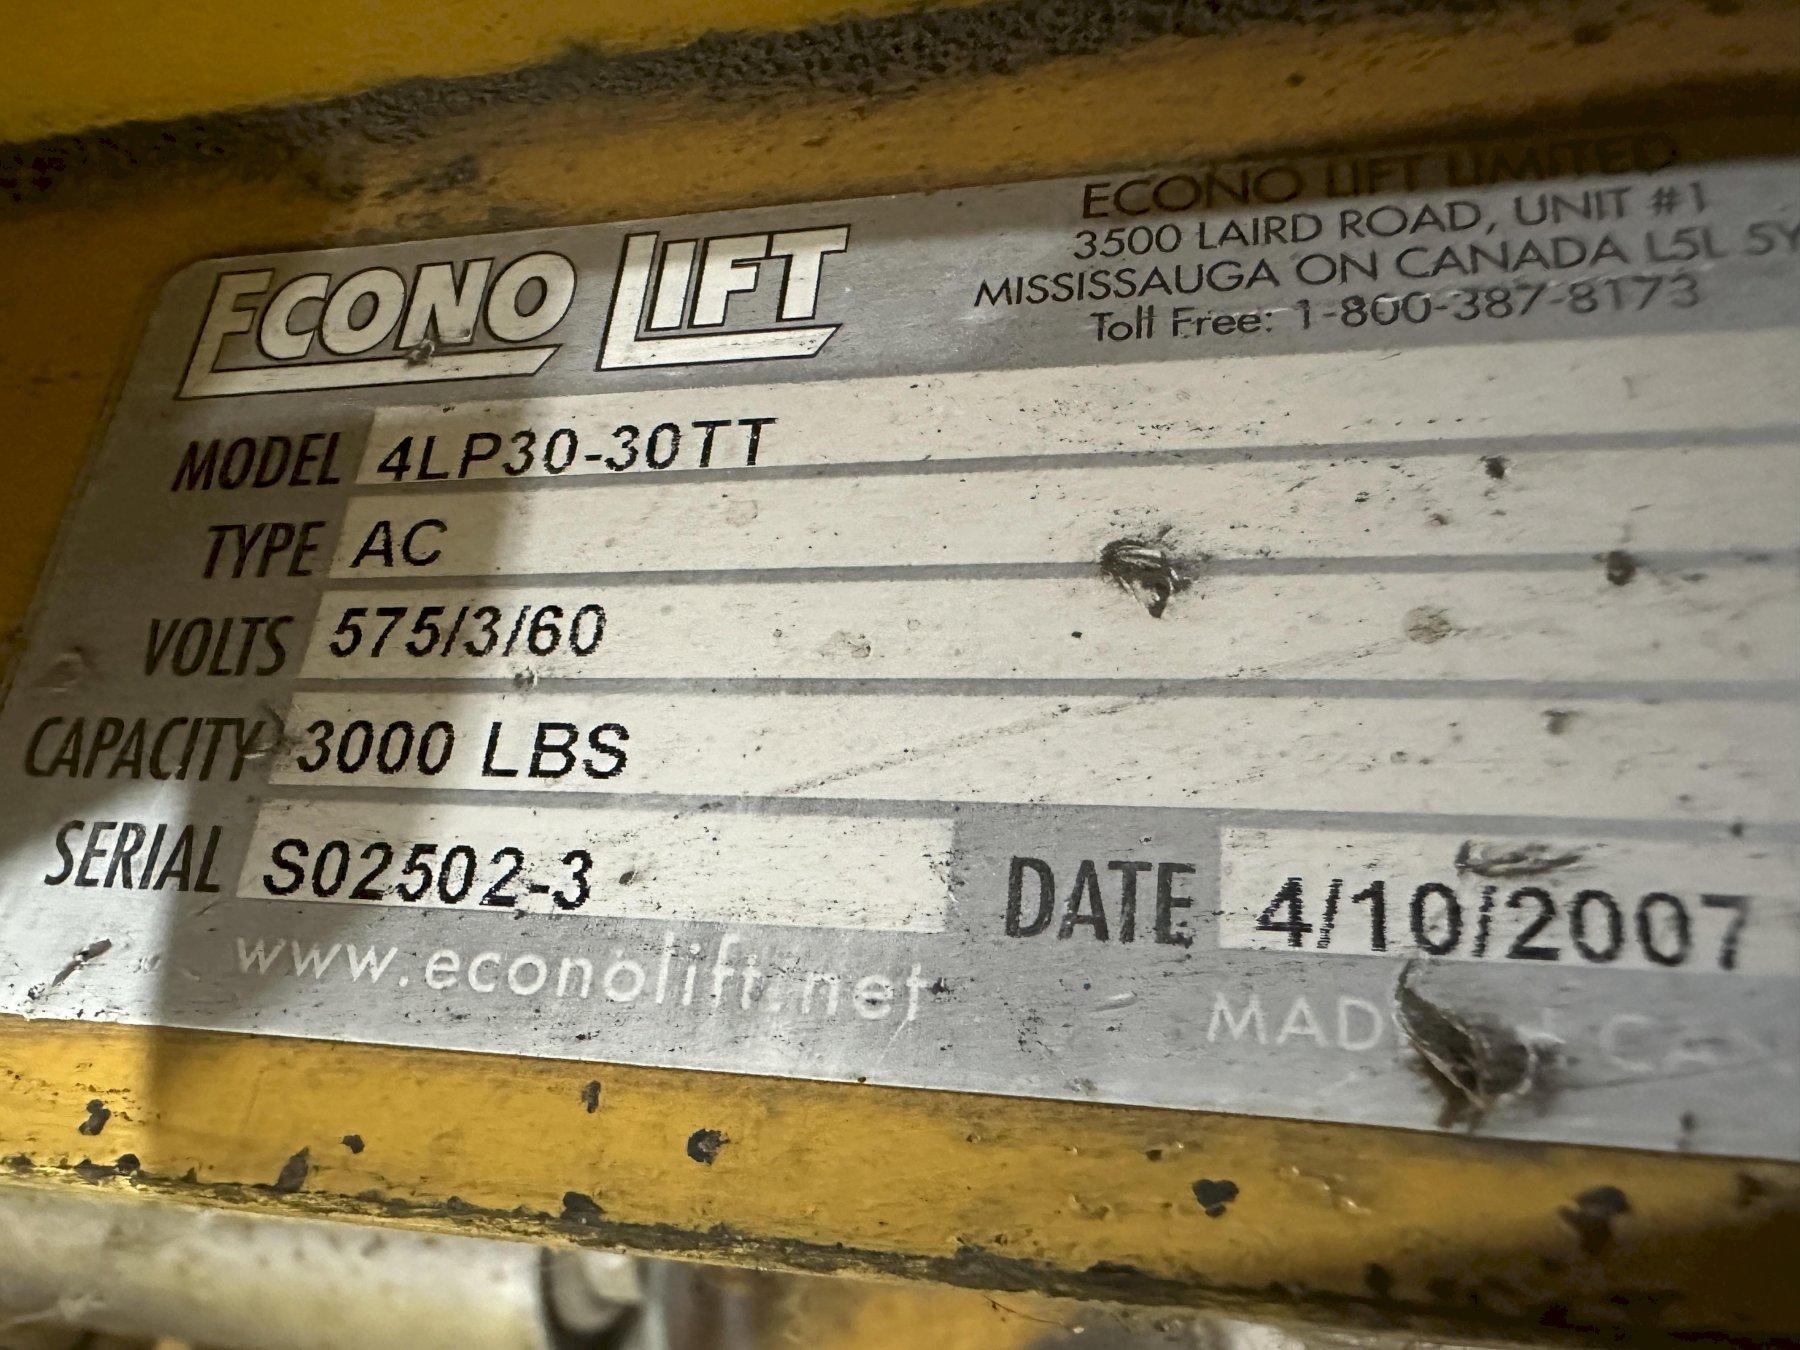 ECONO LIFT
ECONO LIFT LIMITED
3500 LAIRD ROAD, UNIT #1
MISSISSAUGA ON CANADA L5L 5Y
Toll Free: 1-800-387-8173
MODEL 4LP30-30TT
TYPE AC
VOLTS 575/3/60
CAPACITY 3000 LBS
SERIAL S02502-3
DATE 4/10/2007
www.econolift.net